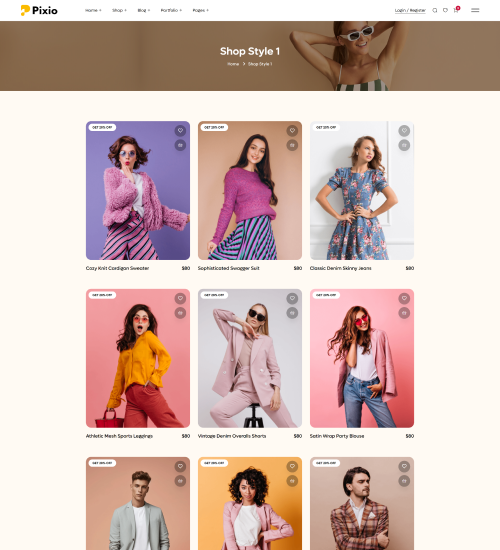 Pixio
Home + Shop + Blog + Portfolio + Pages +
Login / Register
Shop Style 1
Home > Shop Style 1
GET 20% OFF GET 20% OFF GET 20% OFF
Cozy Knit Cardigan Sweater $80 Sophisticated Swagger Suit $80 Classic Denim Skinny Jeans $80
GET 20% OFF GET 20% OFF GET 20% OFF
Athletic Mesh Sports Leggings $80 Vintage Denim Overalls Shorts $80 Satin Wrap Party Blouse $80
GET 20% OFF GET 20% OFF GET 20% OFF